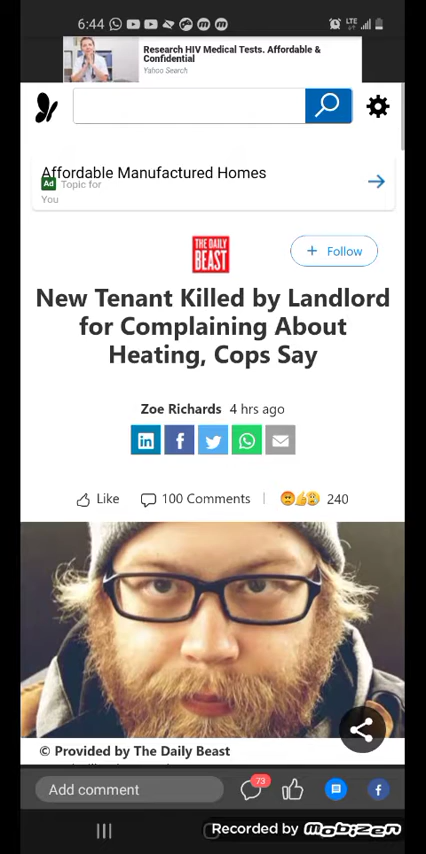 6:44
LTE
Research HIV Medical Tests. Affordable &
Confidential
Yahoo Search
Affordable Manufactured Homes
Ad Topic for
You
THE DAILY
BEAST
+ Follow
New Tenant Killed by Landlord
for Complaining About
Heating, Cops Say
Zoe Richards 4 hrs ago
in f
Like 100 Comments | 240
© Provided by The Daily Beast
Add comment 73 f
Recorded by mobizen